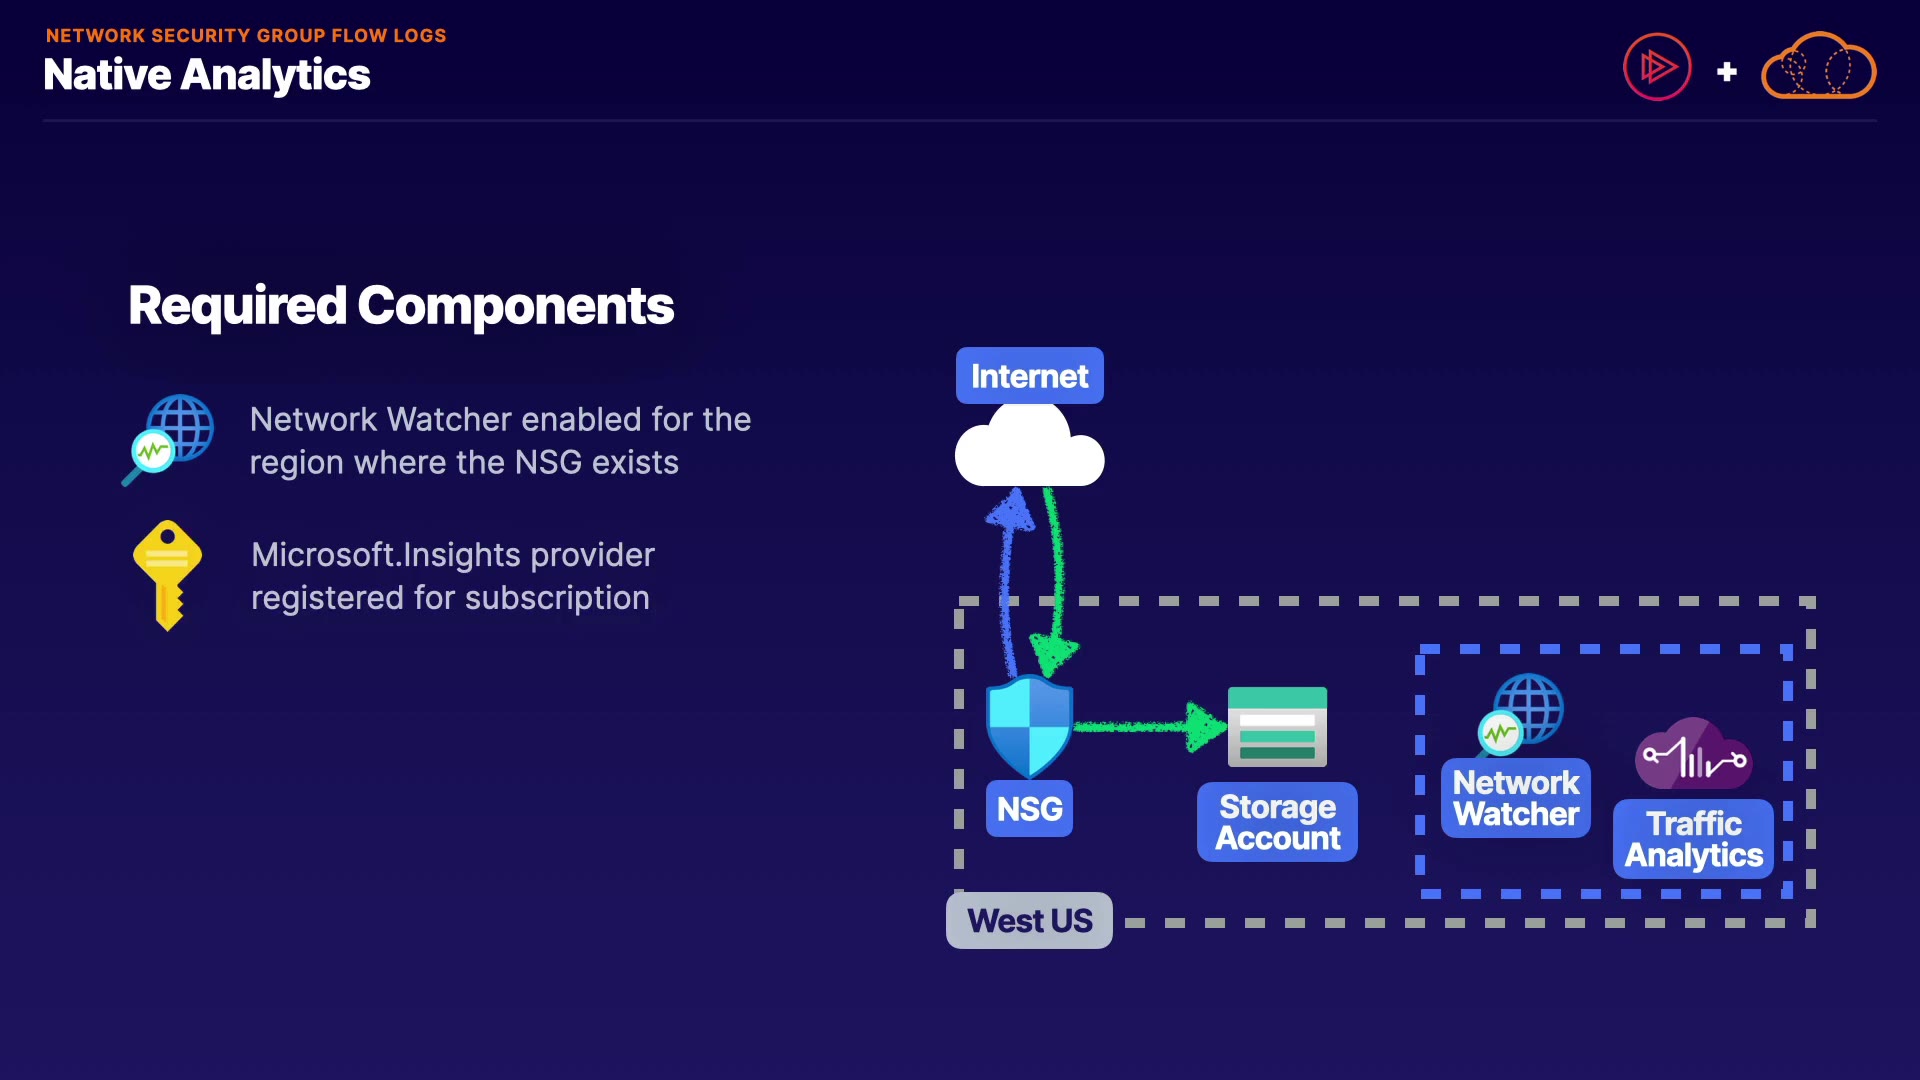 NETWORK SECURITY GROUP FLOW LOGS
Native Analytics
Required Components
Network Watcher enabled for the
region where the NSG exists
Microsoft.Insights provider
registered for subscription
Internet
NSG
Storage
Account
Network
Watcher
Traffic
Analytics
West US